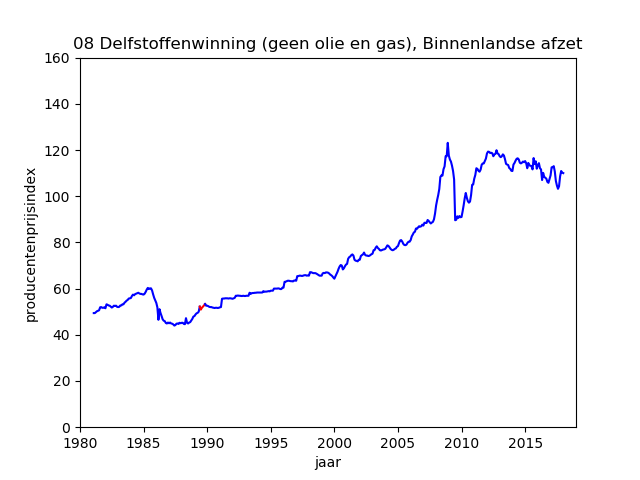 08 Delfstoffenwinning (geen olie en gas), Binnenlandse afzet
160
140
120
100
80
60
40
20
0
producentenprijsindex
1980 1985 1990 1995 2000 2005 2010 2015
jaar